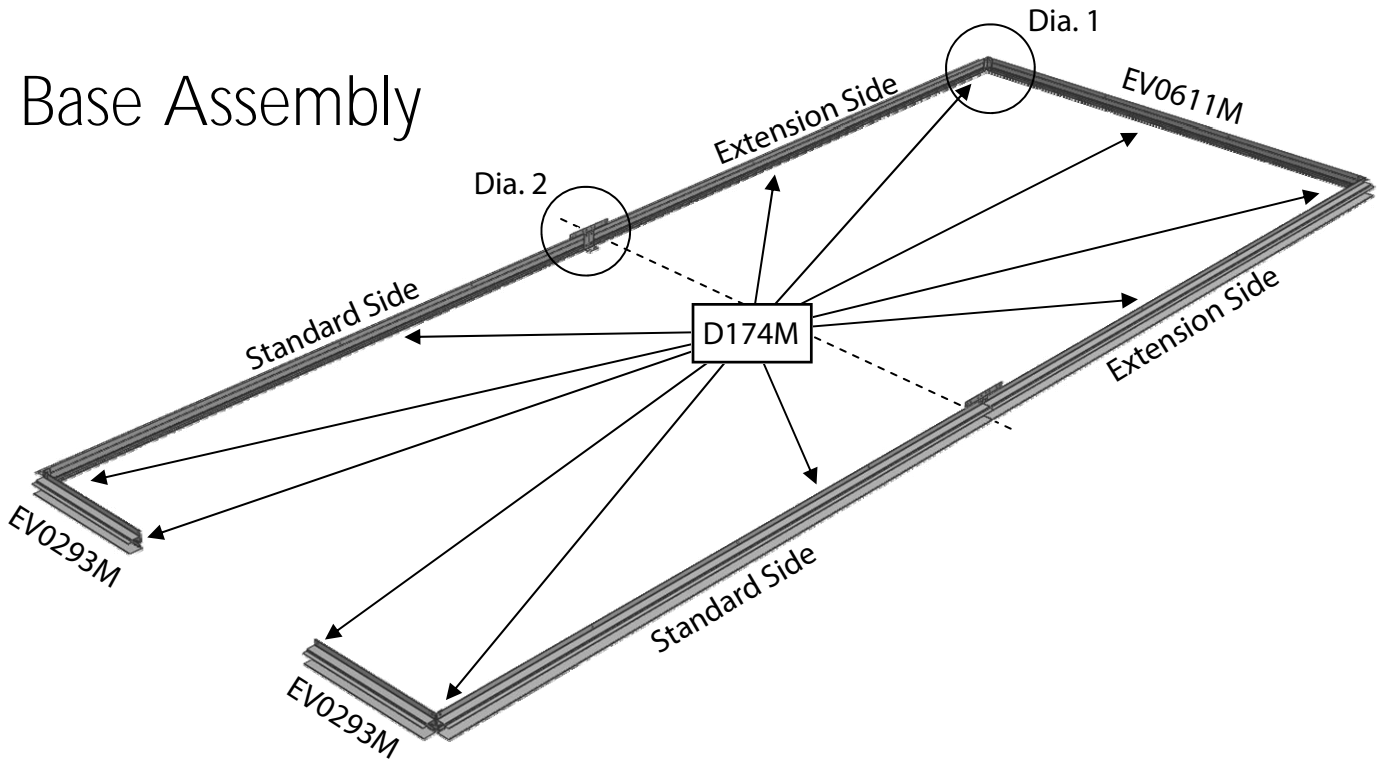 Dia. 1
Base Assembly
Extension Side
EV0611M
Dia. 2
Standard Side
D174M
Extension Side
EV0293M
Standard Side
EV0293M